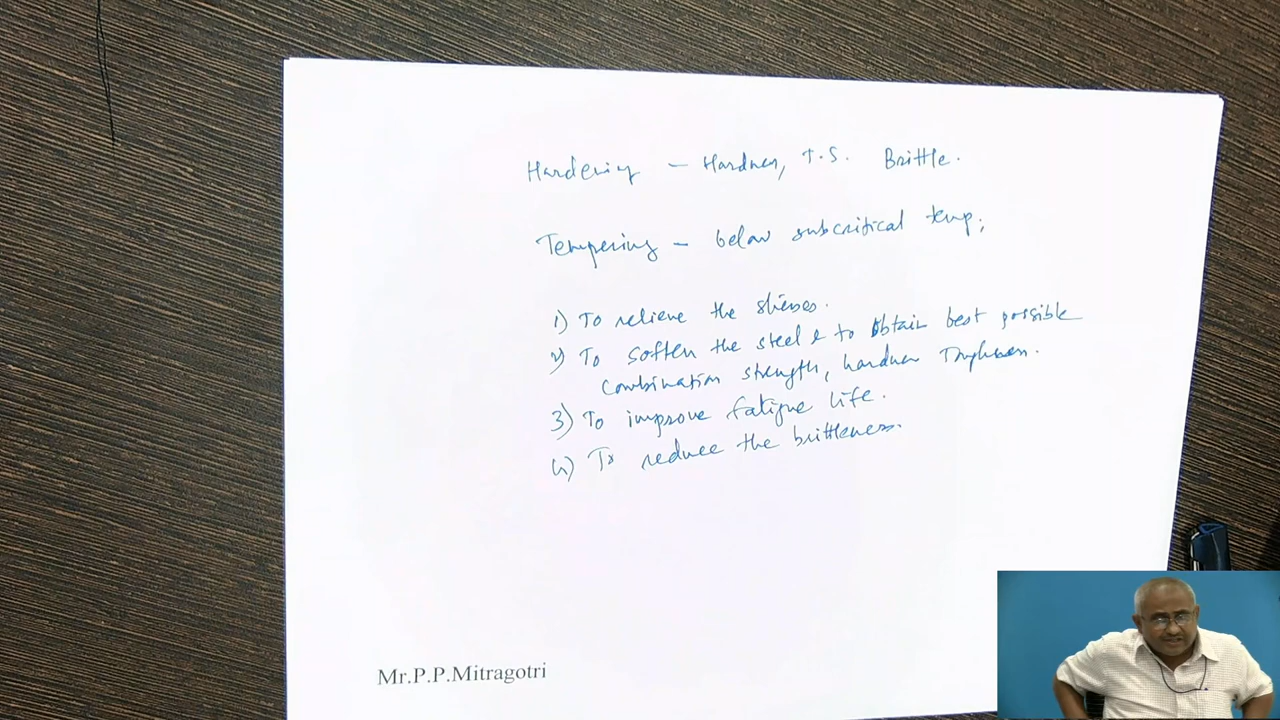 Hardening - Hardness, T.S. Brittle.
Tempering - below subcritical temp;
1) To relieve the stresses.
2) To soften the steel & to obtain best possible
combination strength, hardness Toughness.
3) To improve fatigue life.
4) To reduce the brittleness.
Mr.P.P.Mitragotri